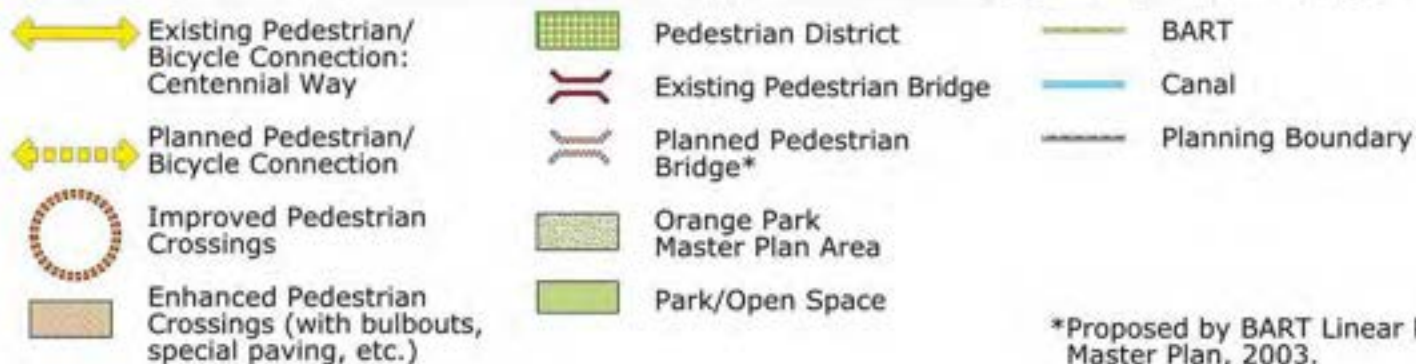 Existing Pedestrian/
Bicycle Connection:
Centennial Way
Planned Pedestrian/
Bicycle Connection
Improved Pedestrian
Crossings
Enhanced Pedestrian
Crossings (with bulbouts,
special paving, etc.)
Pedestrian District
Existing Pedestrian Bridge
Planned Pedestrian
Bridge*
Orange Park
Master Plan Area
Park/Open Space
BART
Canal
Planning Boundary
*Proposed by BART Linear
Master Plan, 2003.